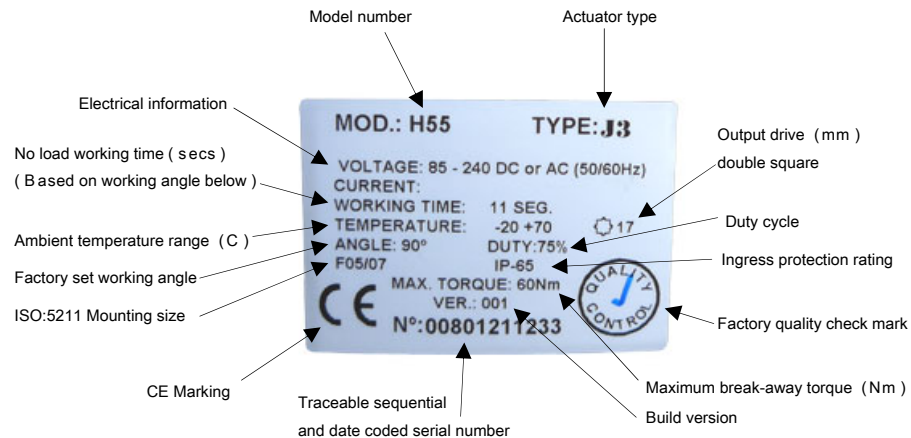 Model number
Actuator type
Electrical information
No load working time ( secs )
( Based on working angle below )
Ambient temperature range ( C )
Factory set working angle
ISO:5211 Mounting size
CE Marking
MOD.: H55 TYPE: J3
VOLTAGE: 85 - 240 DC or AC (50/60Hz)
CURRENT:
WORKING TIME: 11 SEG.
TEMPERATURE: -20 +70 17
ANGLE: 90º DUTY:75%
F05/07 IP-65
MAX. TORQUE: 60Nm
VER.: 001
CE Nº:00801211233
QUALITY
CONTROL
Output drive ( mm )
double square
Duty cycle
Ingress protection rating
Factory quality check mark
Maximum break-away torque ( Nm )
Build version
Traceable sequential
and date coded serial number